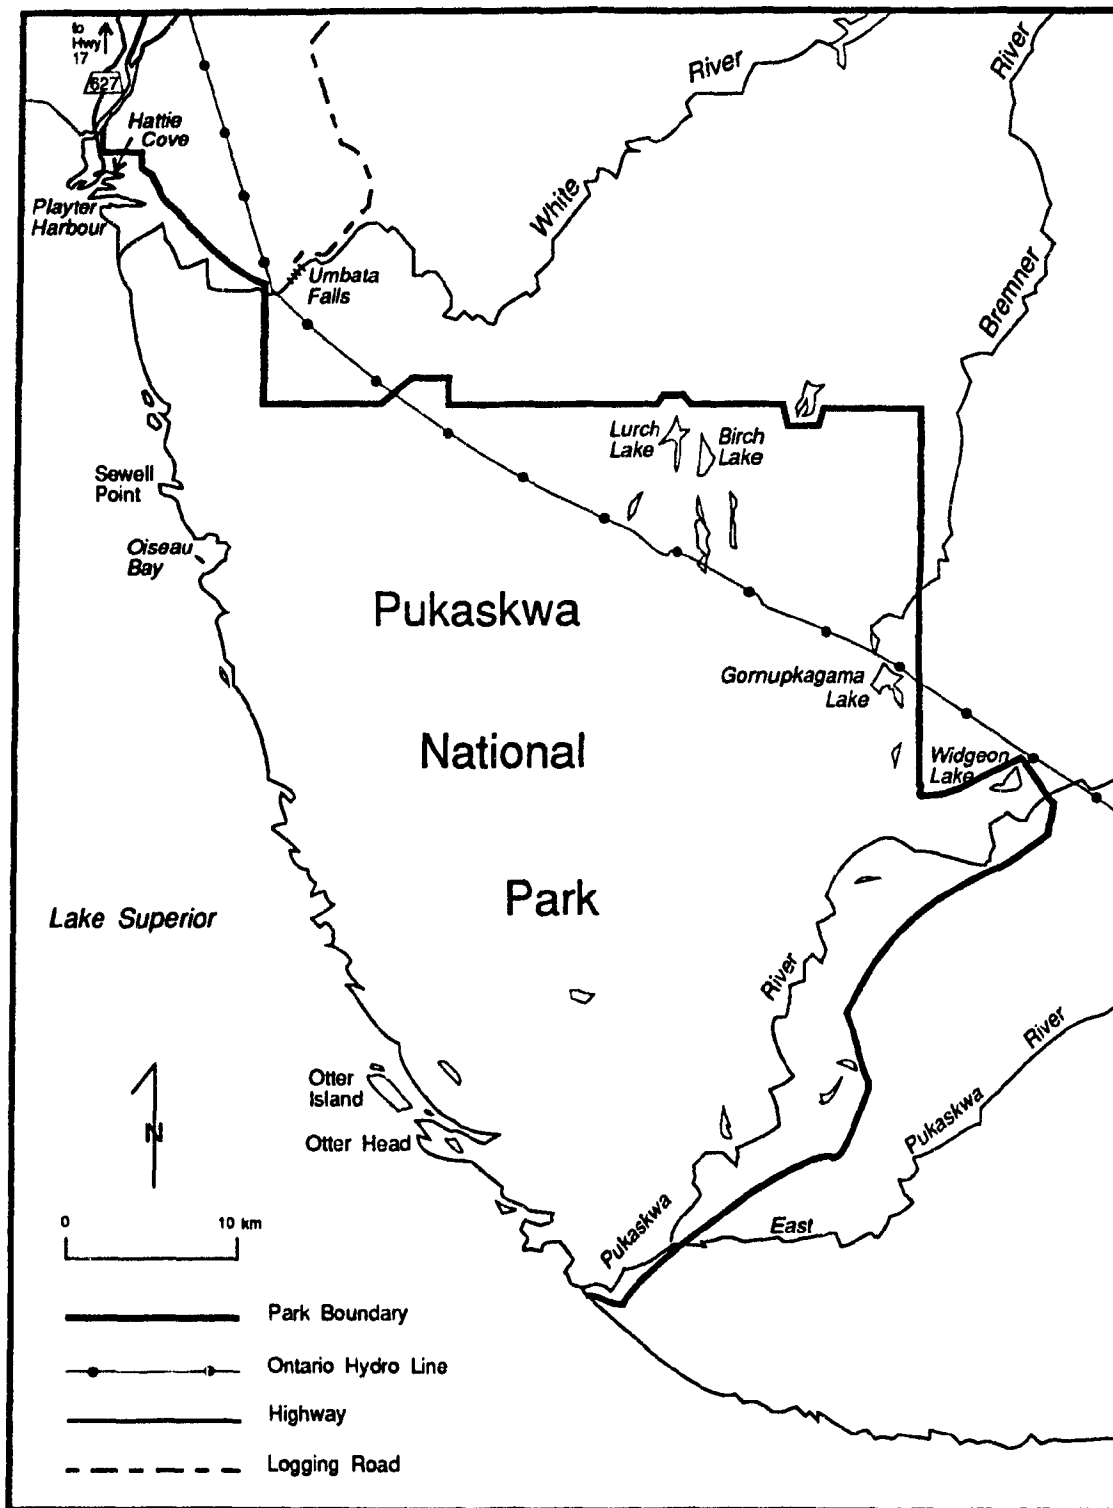 to
Hwy
17
627
Hattie
Cove
Playter
Harbour
River
White
River
Bremner
Umbata
Falls
Lurch
Lake
Birch
Lake
Sewell
Point
Oiseau
Bay
Pukaskwa
National
Park
Gornupkagama
Lake
Widgeon
Lake
Lake Superior
River
Pukaskwa
River
Pukaskwa
East
Otter
Island
Otter Head
N
0
10 km
Park Boundary
Ontario Hydro Line
Highway
Logging Road